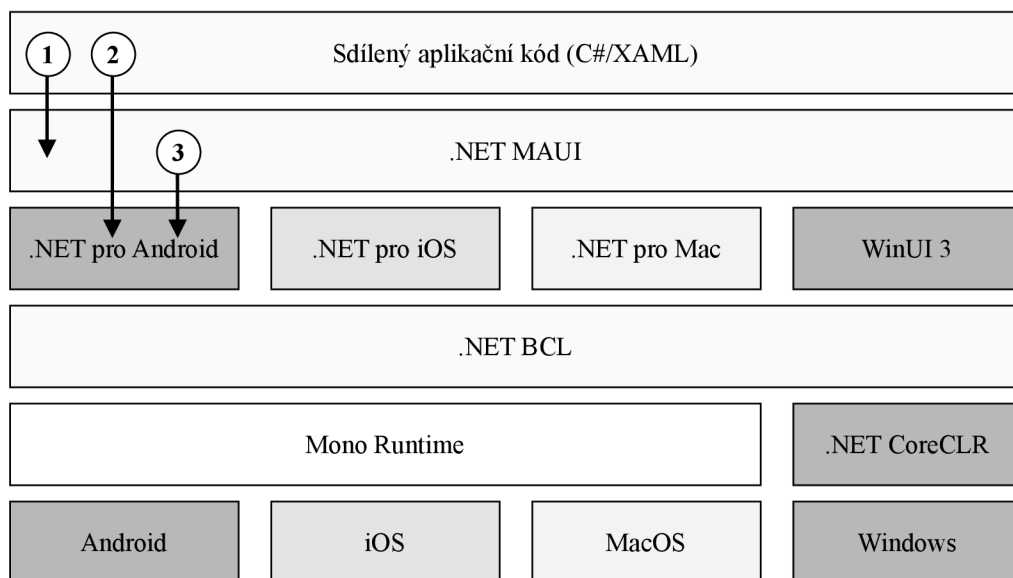 1
2
Sdílený aplikační kód (C#/XAML)
3
.NET MAUI
.NET pro Android
.NET pro iOS
.NET pro Mac
WinUI 3
.NET BCL
Mono Runtime
.NET CoreCLR
Android
iOS
MacOS
Windows